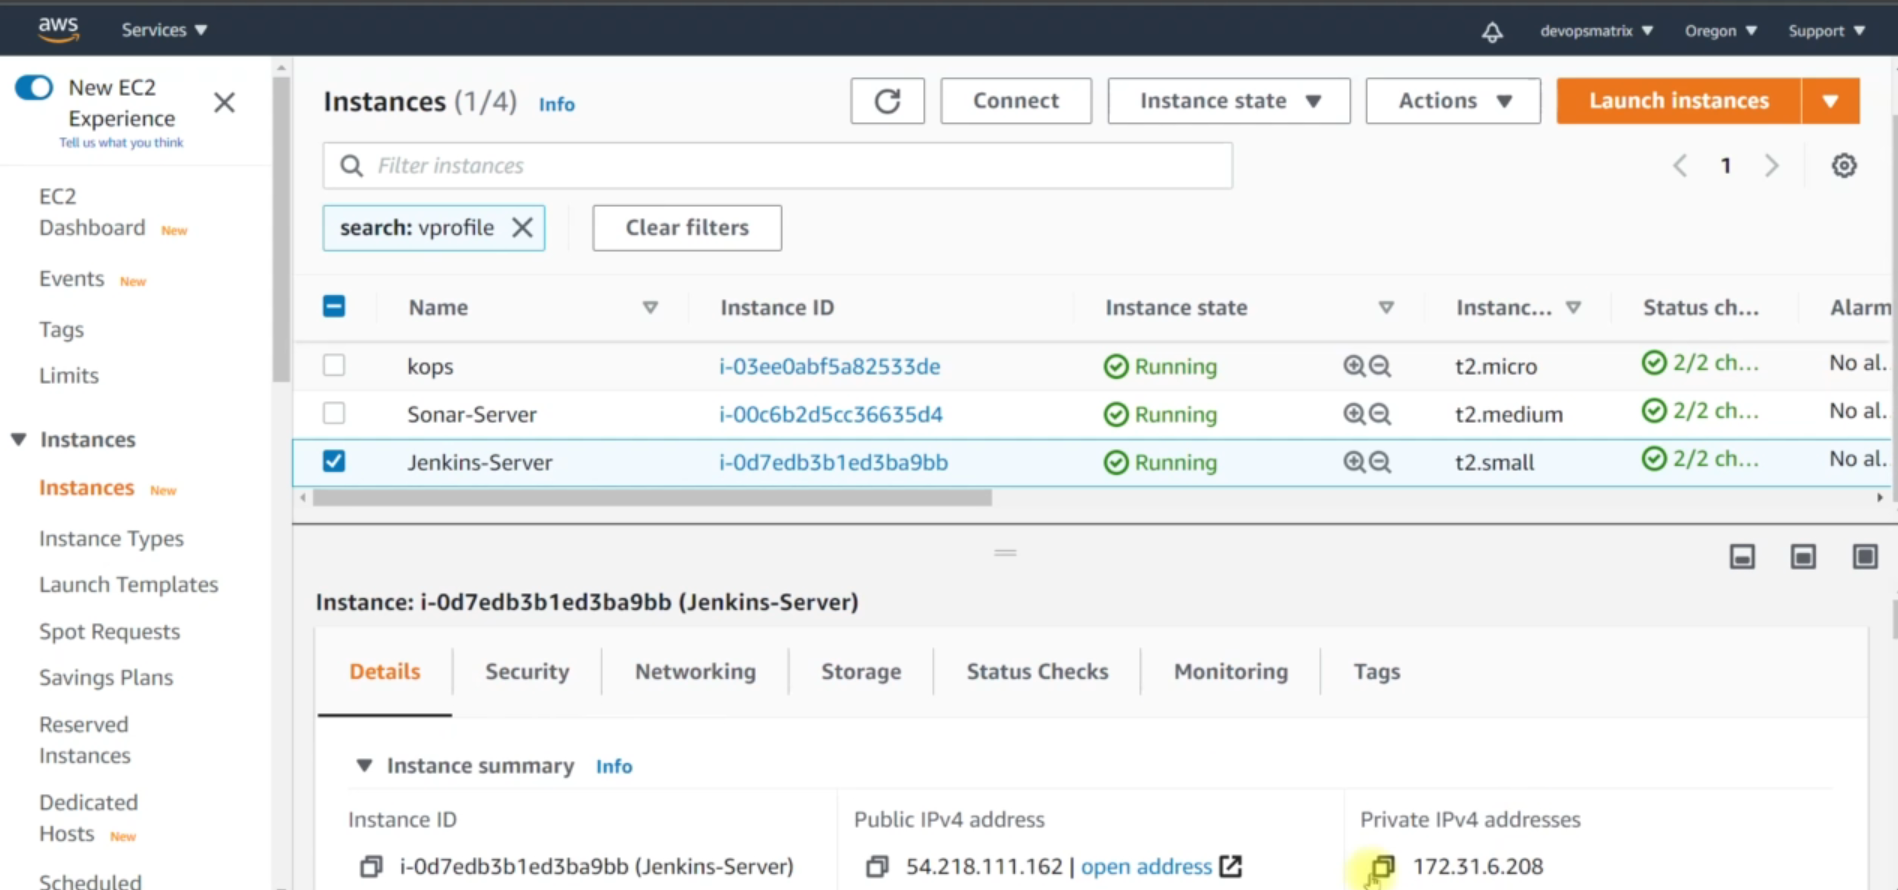 aws Services ▼ devopsmatrix ▼ Oregon ▼ Support ▼
New EC2
Experience
Tell us what you think
EC2
Dashboard New
Events New
Tags
Limits
▼ Instances
Instances New
Instance Types
Launch Templates
Spot Requests
Savings Plans
Reserved
Instances
Dedicated
Hosts New
Scheduled
Instances (1/4) Info Connect Instance state ▼ Actions ▼ Launch instances ▼
Filter instances < 1 >
search: vprofile Clear filters
Name Instance ID Instance state Instanc... Status ch... Alarm
kops i-03ee0abf5a82533de Running t2.micro 2/2 ch... No al.
Sonar-Server i-00c6b2d5cc36635d4 Running t2.medium 2/2 ch... No al.
Jenkins-Server i-0d7edb3b1ed3ba9bb Running t2.small 2/2 ch... No al.
Instance: i-0d7edb3b1ed3ba9bb (Jenkins-Server)
Details Security Networking Storage Status Checks Monitoring Tags
▼ Instance summary Info
Instance ID Public IPv4 address Private IPv4 addresses
i-0d7edb3b1ed3ba9bb (Jenkins-Server) 54.218.111.162 | open address 172.31.6.208